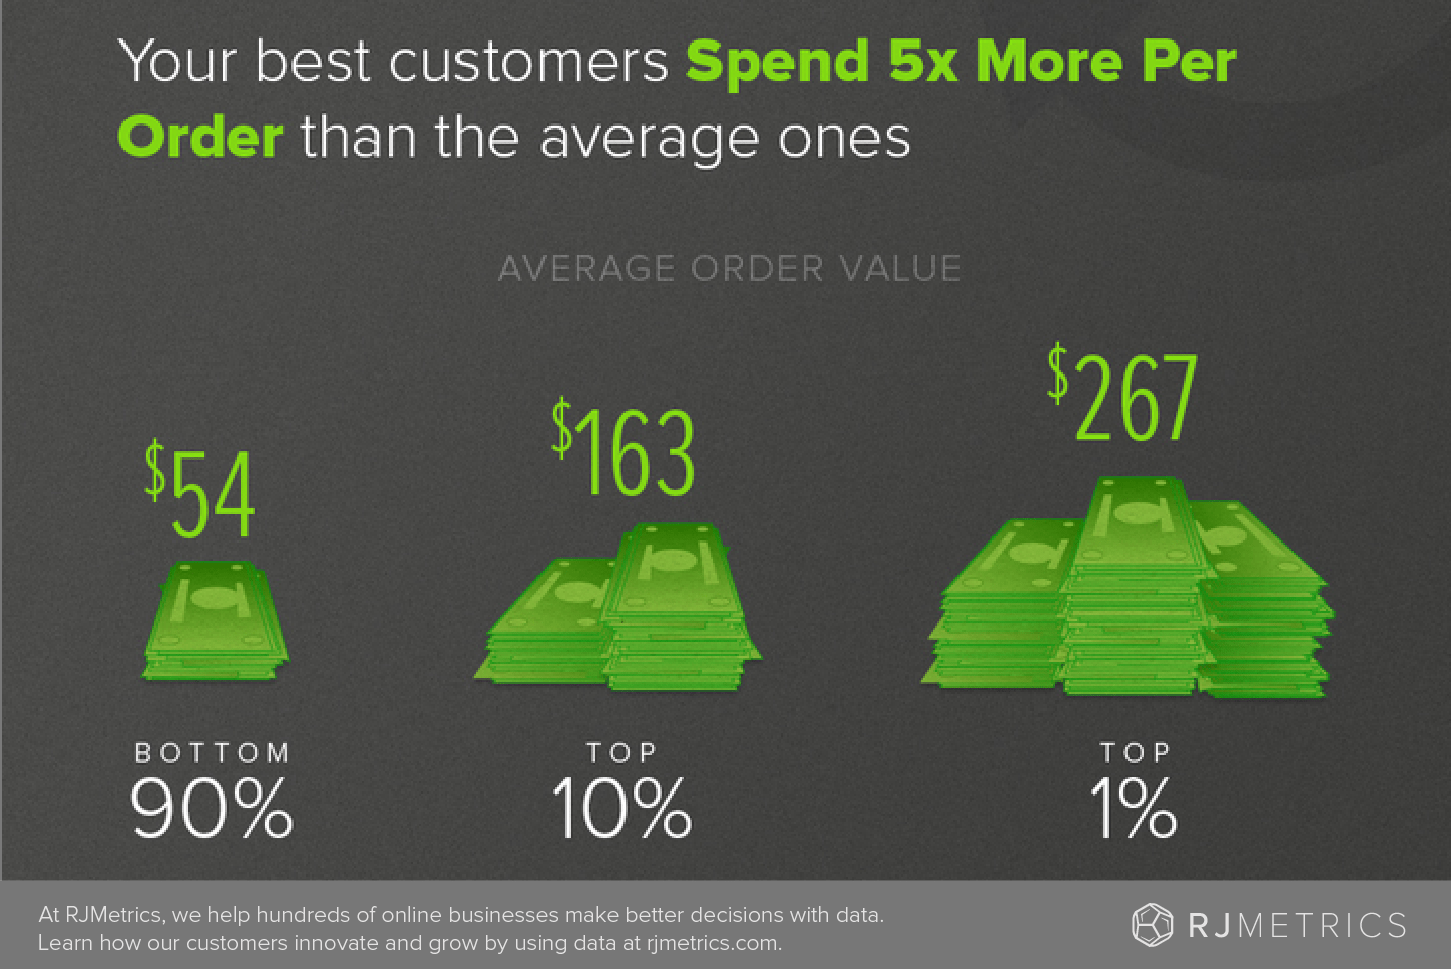 Your best customers Spend 5x More Per
Order than the average ones
AVERAGE ORDER VALUE
$54
$163
$267
BOTTOM
90%
TOP
10%
TOP
1%
At RJMetrics, we help hundreds of online businesses make better decisions with data.
Learn how our customers innovate and grow by using data at rjmetrics.com.
RJMETRICS